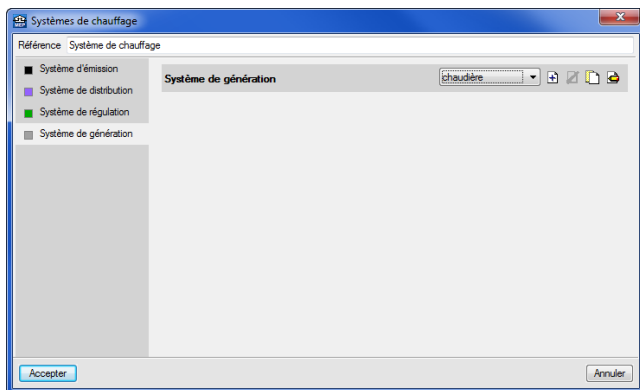 Systèmes de chauffage
Référence Système de chauffage
Système d'émission
Système de distribution
Système de régulation
Système de génération
Système de génération
chaudière
Accepter
Annuler